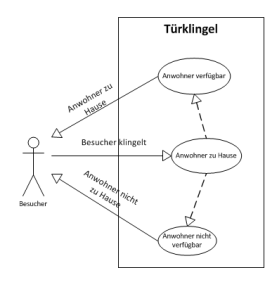 Türklingel
Anwohner verfügbar
Anwohner zu
Hause
Besucher klingelt
Anwohner zu Hause
Besucher
Anwohner nicht
zu Hause
Anwohner nicht
verfügbar